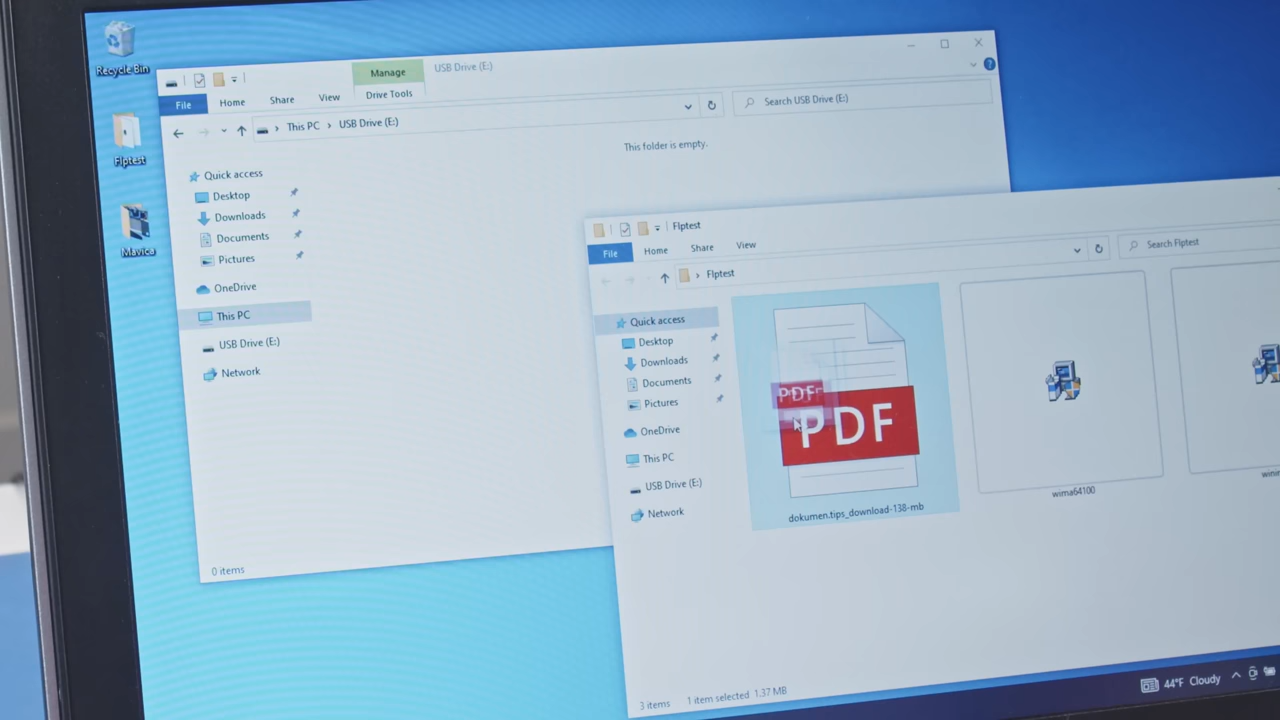 Recycle Bin
Flptest
Mavica
Manage
USB Drive (E:)
File
Home
Share
View
Drive Tools
This PC
USB Drive (E:)
Search USB Drive (E:)
This folder is empty.
Quick access
Desktop
Downloads
Documents
Pictures
OneDrive
This PC
USB Drive (E:)
Network
0 items
Flptest
File
Home
Share
View
Flptest
Search Flptest
Quick access
Desktop
Downloads
Documents
Pictures
OneDrive
This PC
USB Drive (E:)
Network
PDF
PDF
dokumen.tips_download-138-mb
wima64100
3 items
1 item selected 1.37 MB
44°F Cloudy